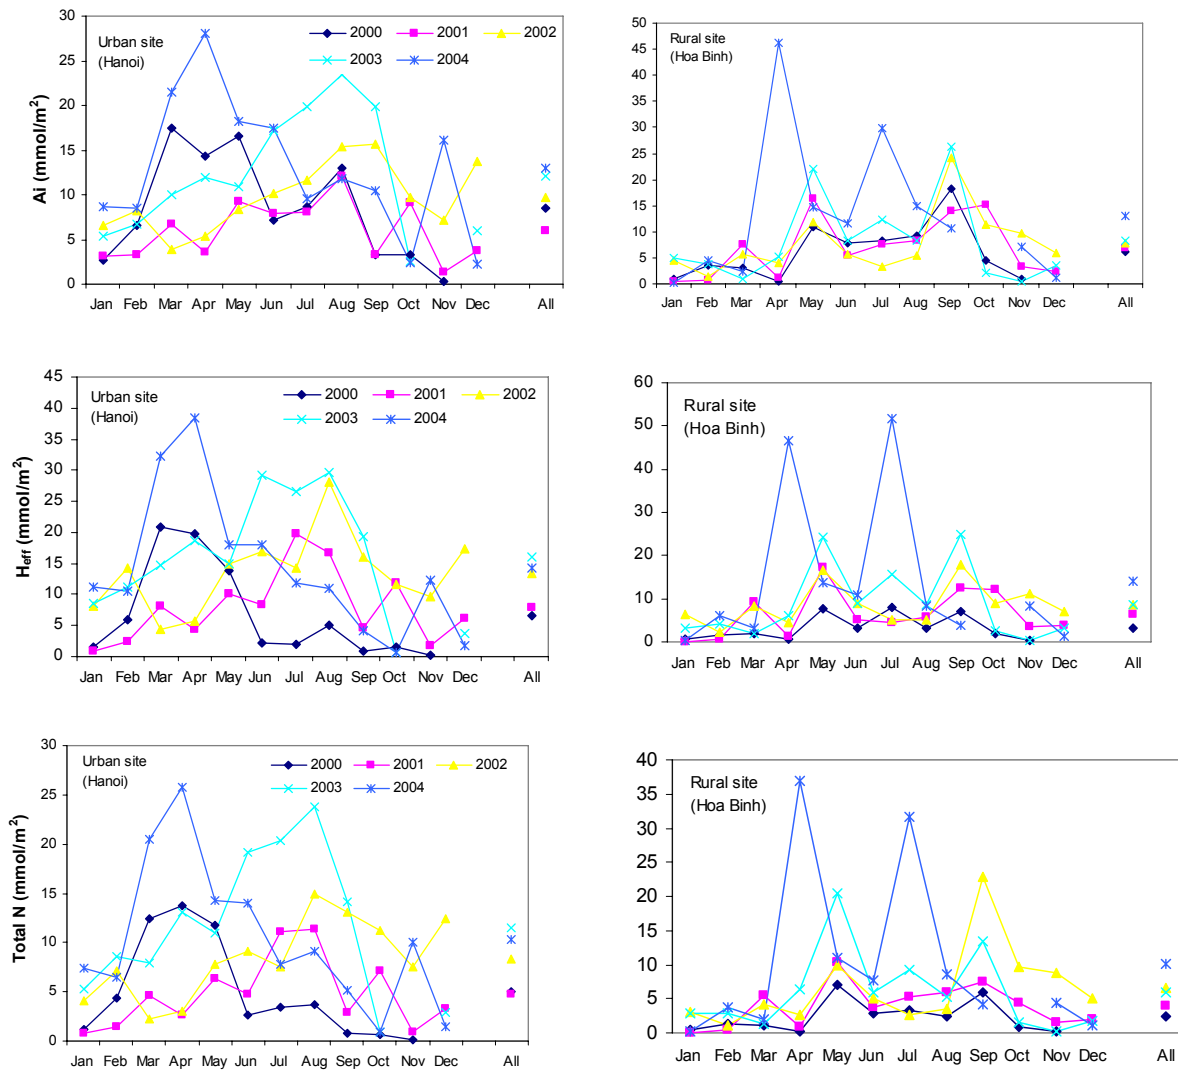 30
25
20
15
10
5
0
Ai (mmol/m²)
Urban site
(Hanoi)
2000 2001 2002
2003 2004
Jan Feb Mar Apr May Jun Jul Aug Sep Oct Nov Dec All
50
45
40
35
30
25
20
15
10
5
0
Rural site
(Hoa Binh)
Jan Feb Mar Apr May Jun Jul Aug Sep Oct Nov Dec All
45
40
35
30
25
20
15
10
5
0
Heff (mmol/m²)
Urban site
(Hanoi)
2000 2001 2002
2003 2004
Jan Feb Mar Apr May Jun Jul Aug Sep Oct Nov Dec All
60
50
40
30
20
10
0
Rural site
(Hoa Binh)
Jan Feb Mar Apr May Jun Jul Aug Sep Oct Nov Dec All
30
25
20
15
10
5
0
Total N (mmol/m²)
Urban site
(Hanoi)
2000 2001 2002
2003 2004
Jan Feb Mar Apr May Jun Jul Aug Sep Oct Nov Dec All
40
35
30
25
20
15
10
5
0
Rural site
(Hoa Binh)
Jan Feb Mar Apr May Jun Jul Aug Sep Oct Nov Dec All